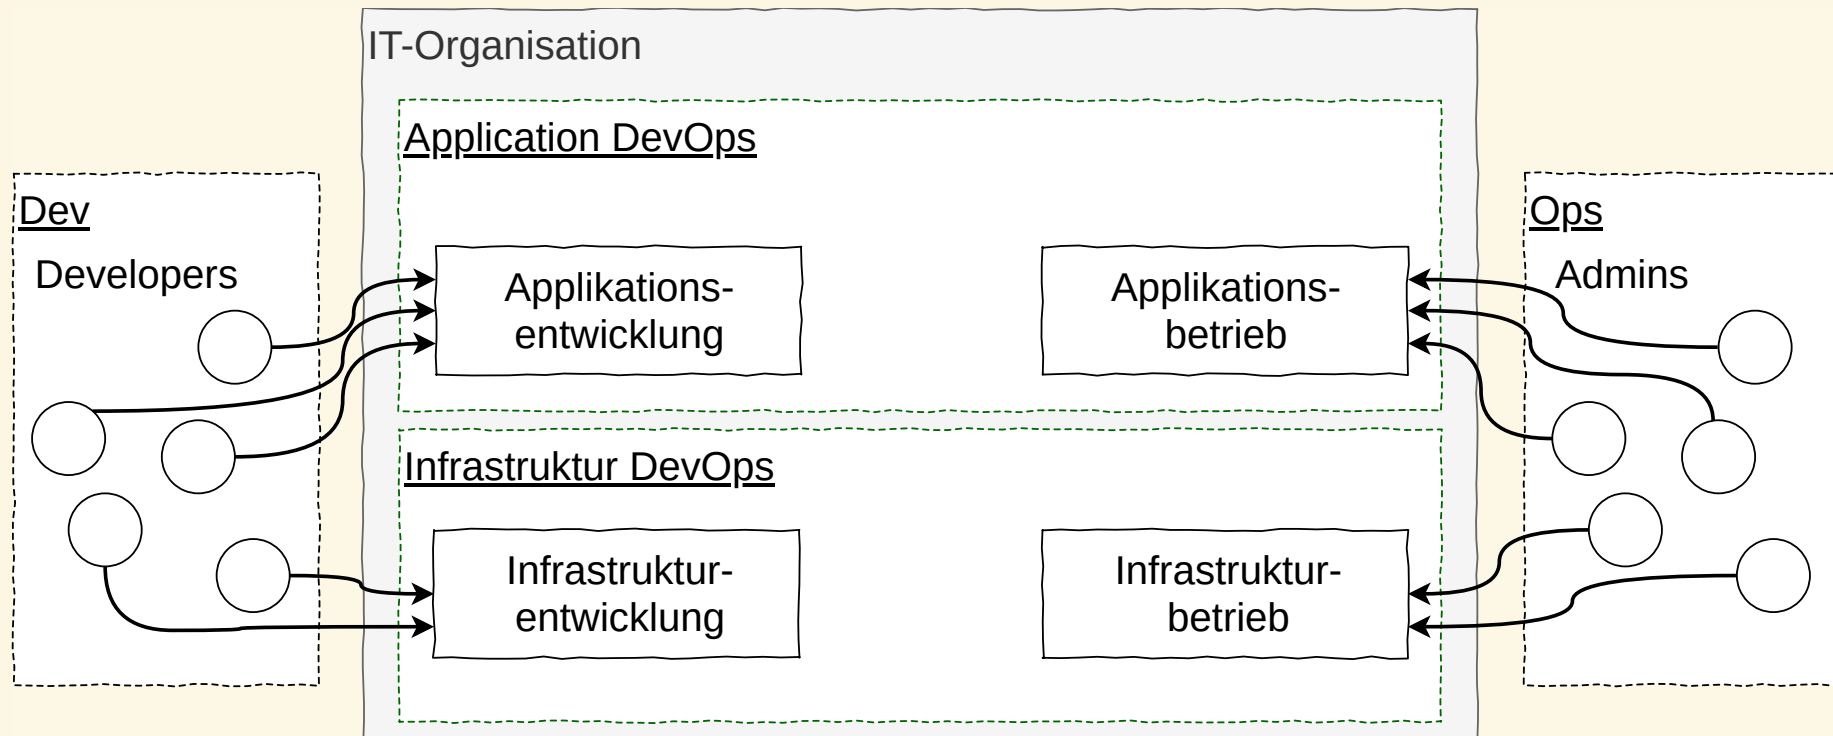 IT-Organisation
Application DevOps
Dev
Developers
Applikations-
entwicklung
Applikations-
betrieb
Ops
Admins
Infrastruktur DevOps
Infrastruktur-
entwicklung
Infrastruktur-
betrieb